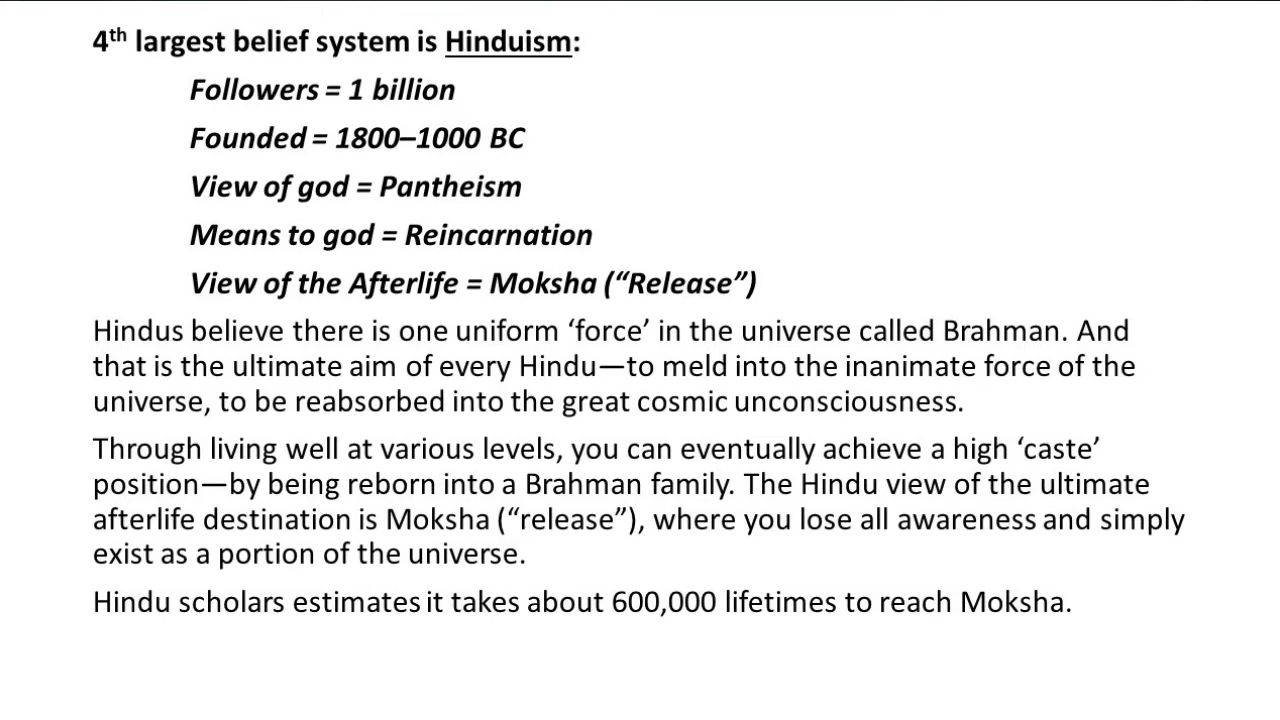 4th largest belief system is Hinduism:
Followers = 1 billion
Founded = 1800–1000 BC
View of god = Pantheism
Means to god = Reincarnation
View of the Afterlife = Moksha (“Release”)
Hindus believe there is one uniform ‘force’ in the universe called Brahman. And
that is the ultimate aim of every Hindu—to meld into the inanimate force of the
universe, to be reabsorbed into the great cosmic unconsciousness.
Through living well at various levels, you can eventually achieve a high ‘caste’
position—by being reborn into a Brahman family. The Hindu view of the ultimate
afterlife destination is Moksha (“release”), where you lose all awareness and simply
exist as a portion of the universe.
Hindu scholars estimates it takes about 600,000 lifetimes to reach Moksha.